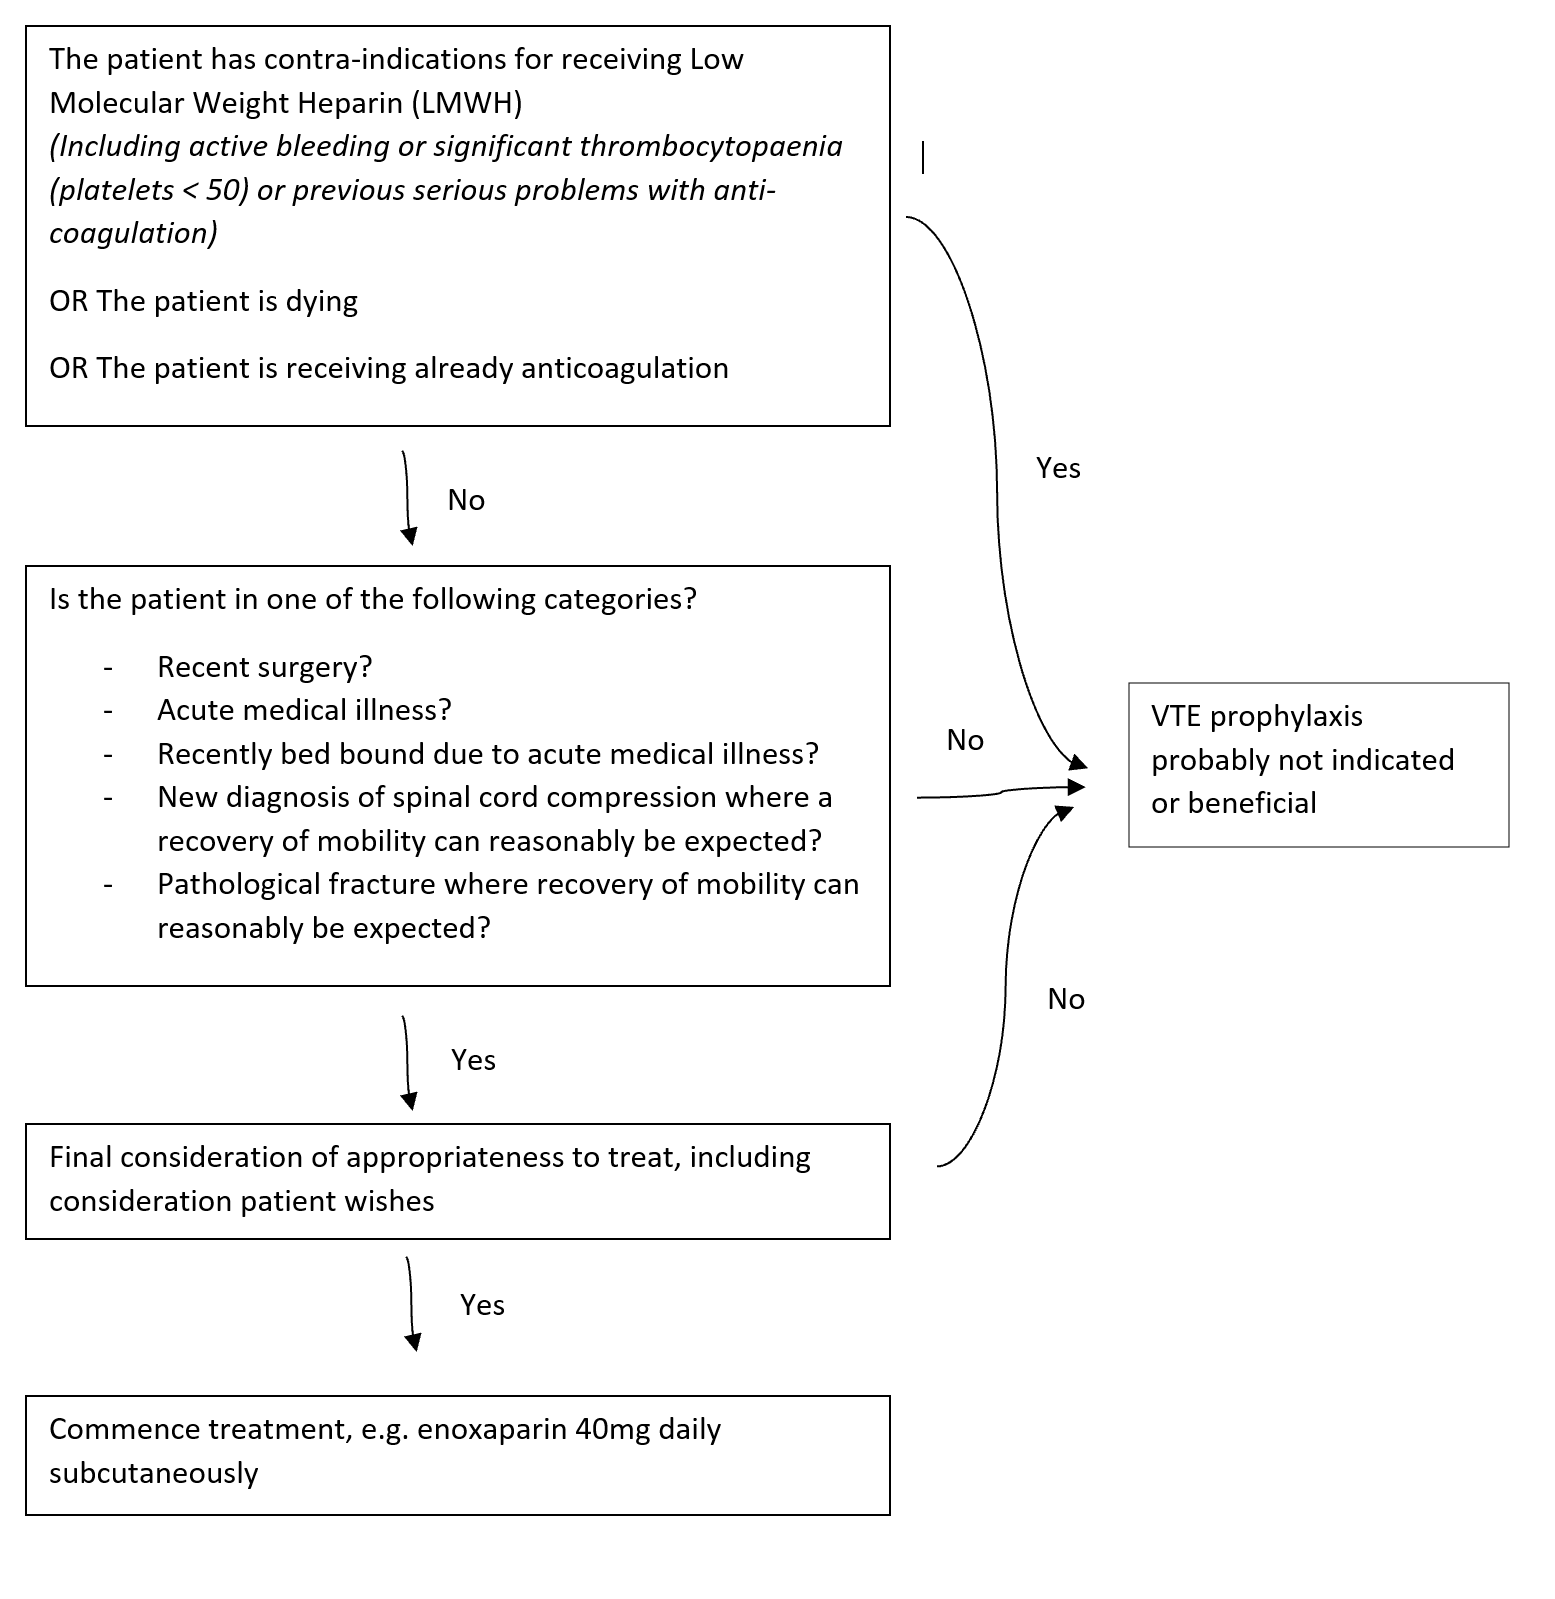 The patient has contra-indications for receiving Low
Molecular Weight Heparin (LMWH)
(Including active bleeding or significant thrombocytopaenia
(platelets < 50) or previous serious problems with anti-
coagulation)
OR The patient is dying
OR The patient is receiving already anticoagulation
Yes
No
Is the patient in one of the following categories?
- Recent surgery?
- Acute medical illness?
- Recently bed bound due to acute medical illness?
- New diagnosis of spinal cord compression where a
recovery of mobility can reasonably be expected?
- Pathological fracture where recovery of mobility can
reasonably be expected?
No
VTE prophylaxis
probably not indicated
or beneficial
No
Yes
Final consideration of appropriateness to treat, including
consideration patient wishes
Yes
Commence treatment, e.g. enoxaparin 40mg daily
subcutaneously